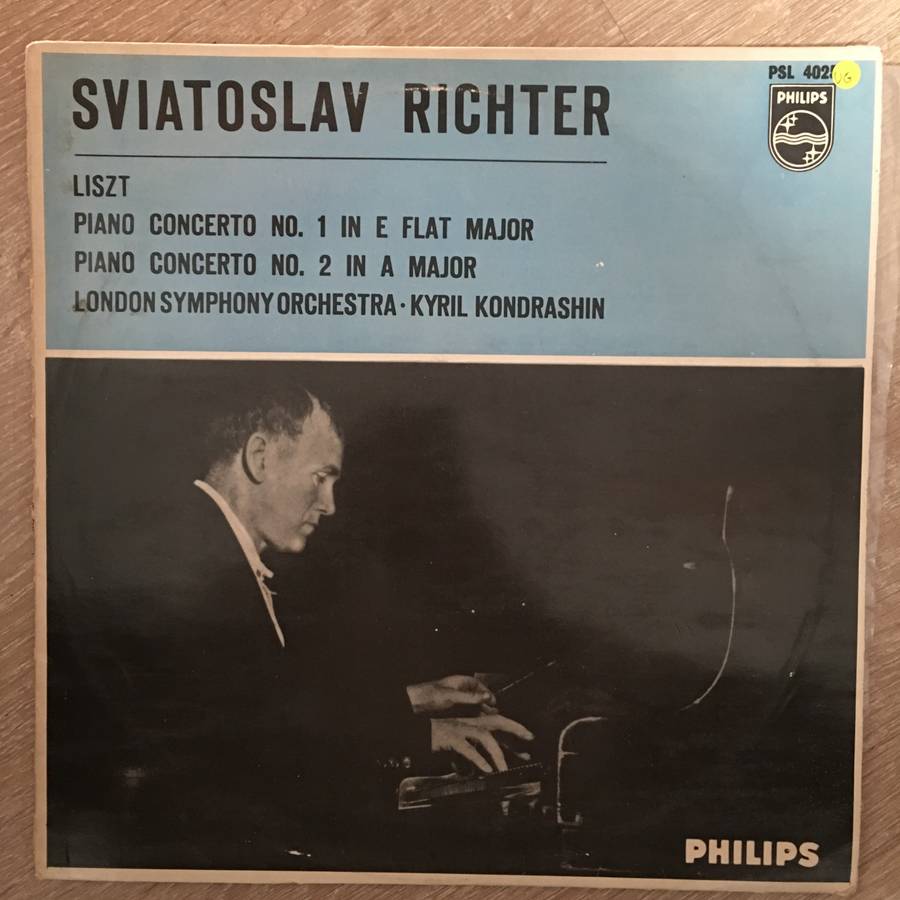 SVIATOSLAV RICHTER
PSL 402
VG
PHILIPS
LISZT
PIANO CONCERTO NO. 1 IN E FLAT MAJOR
PIANO CONCERTO NO. 2 IN A MAJOR
LONDON SYMPHONY ORCHESTRA · KYRIL KONDRASHIN
PHILIPS